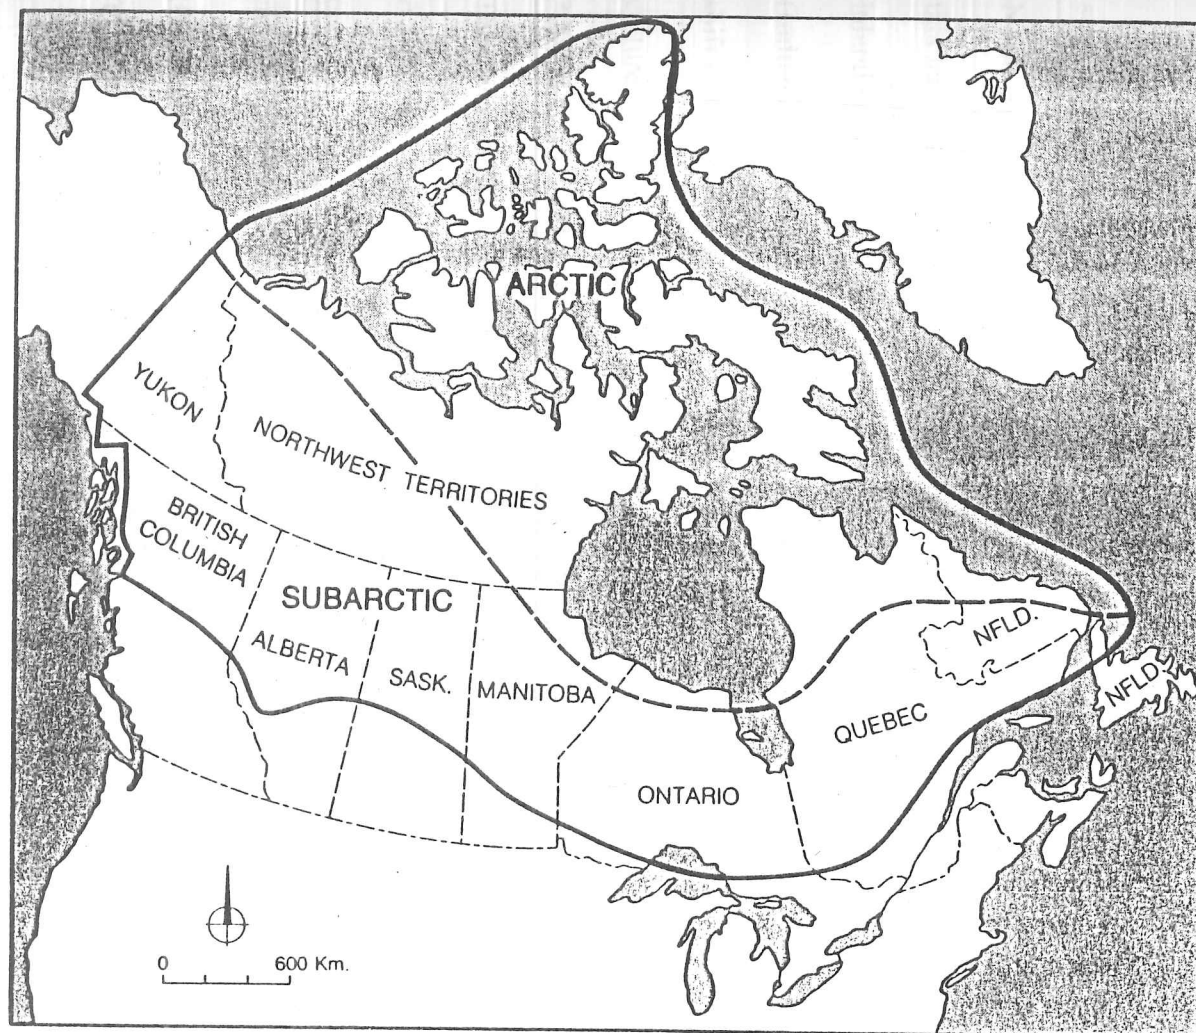 ARCTIC
YUKON
NORTHWEST TERRITORIES
BRITISH
COLUMBIA
SUBARCTIC
ALBERTA
SASK.
MANITOBA
NFLD.
NFLD.
QUEBEC
ONTARIO
0 600 Km.